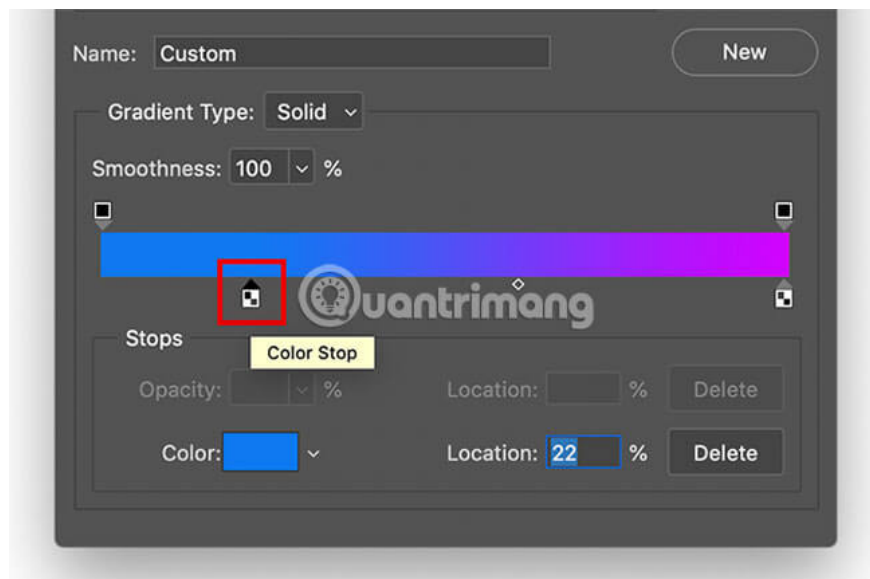 Name: Custom New
Gradient Type: Solid
Smoothness: 100 %
Quantrimang
Stops
Color Stop
Opacity: % Location: % Delete
Color: Location: 22 % Delete